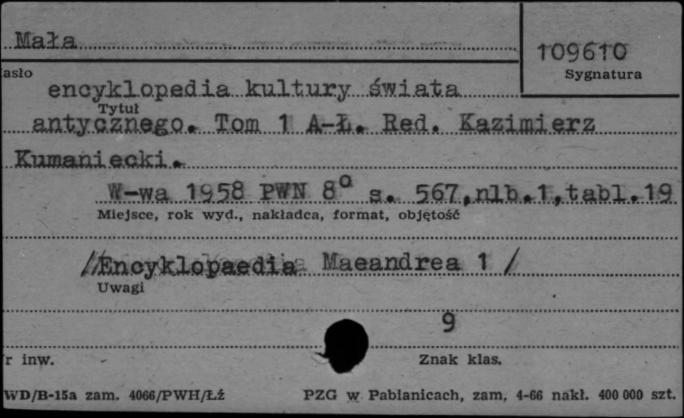 Mała
109610
asło
Sygnatura
encyklopedia kultury świata
Tytuł
antycznego. Tom 1 A-Ł. Red. Kazimierz
Kumaniecki.
W-wa 1958 PWN 8° s. 567,nlb.1,tabl.19
Miejsce, rok wyd., nakładca, format, objętość
//Encyklopaedia Maeandrea 1 /
Uwagi
9
r inw.
Znak klas.
WD/B-15a zam. 4066/PWH/Łż
PZG w Pabianicach, zam. 4-66 nakł. 400 000 szt.